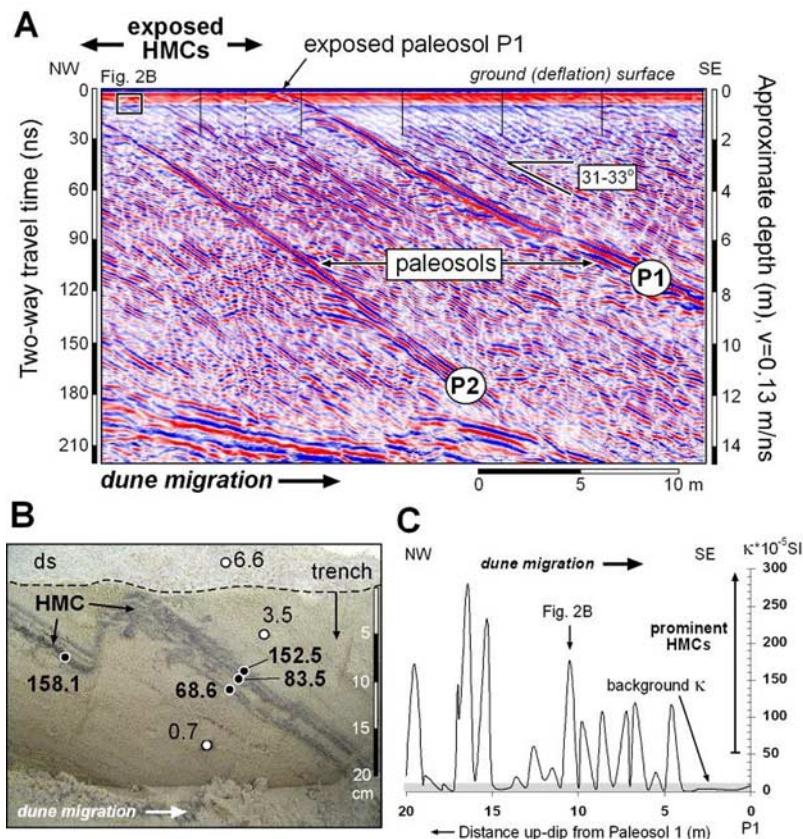 A
exposed
HMCs
exposed paleosol P1
NW
Fig. 2B
ground (deflation) surface
SE
0
30
60
90
120
150
180
210
Two-way travel time (ns)
0
2
4
6
8
10
12
14
Approximate depth (m), v=0.13 m/ns
31-33°
paleosols
P1
P2
dune migration
0 5 10 m
B
ds
6.6
trench
HMC
3.5
152.5
83.5
158.1
68.6
0.7
5
10
15
20
cm
dune migration
C
NW
dune migration
SE
κ*10-5SI
Fig. 2B
prominent
HMCs
background κ
300
250
200
150
100
50
0
20 15 10 5 0
Distance up-dip from Paleosol 1 (m)
P1